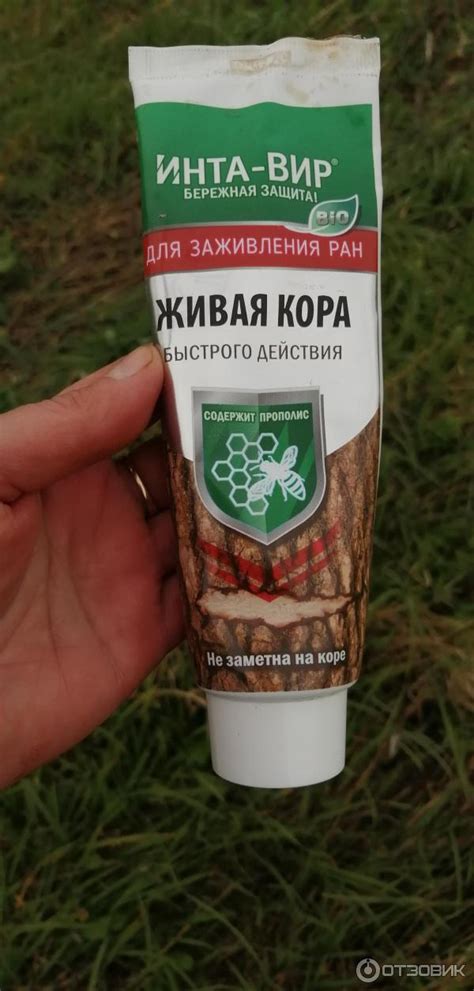 ИНТА-ВИР®
БЕРЕЖНАЯ ЗАЩИТА!
BIO
ДЛЯ ЗАЖИВЛЕНИЯ РАН
ЖИВАЯ КОРА
БЫСТРОГО ДЕЙСТВИЯ
СОДЕРЖИТ ПРОПОЛИС
Не заметна на коре
ОТЗОВИК